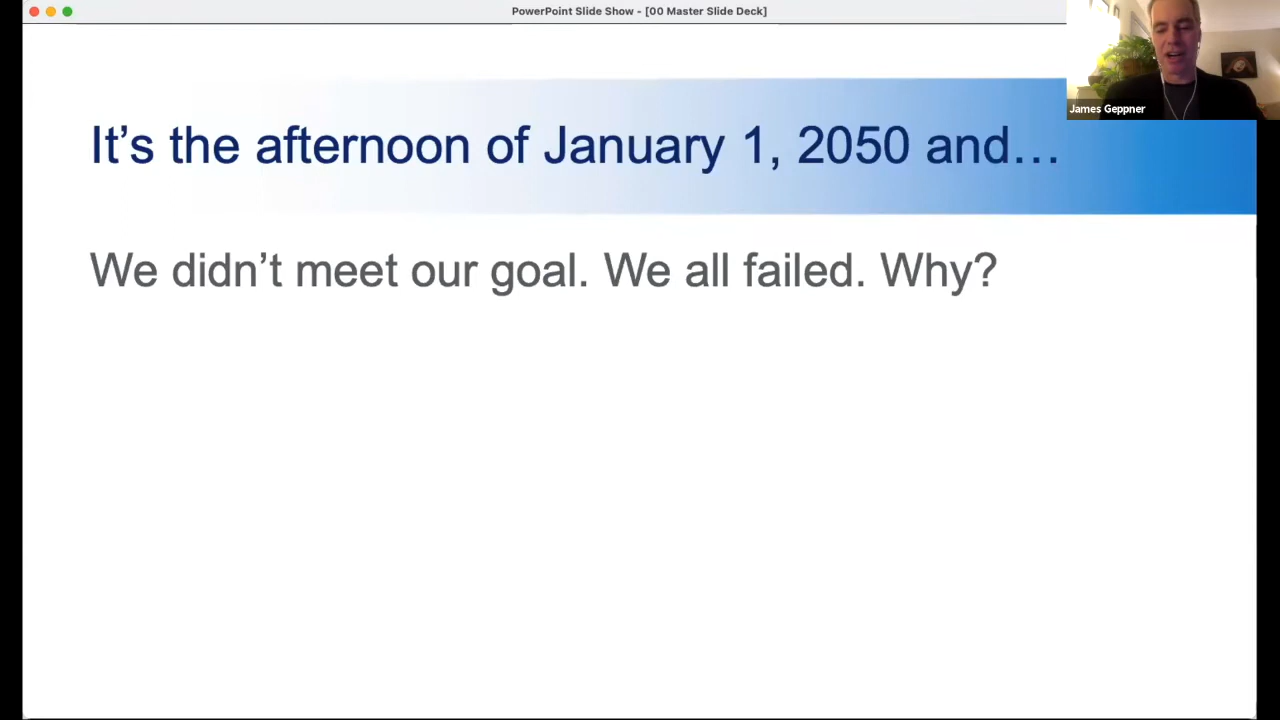 PowerPoint Slide Show - [00 Master Slide Deck]
James Geppner
It’s the afternoon of January 1, 2050 and…
We didn’t meet our goal. We all failed. Why?